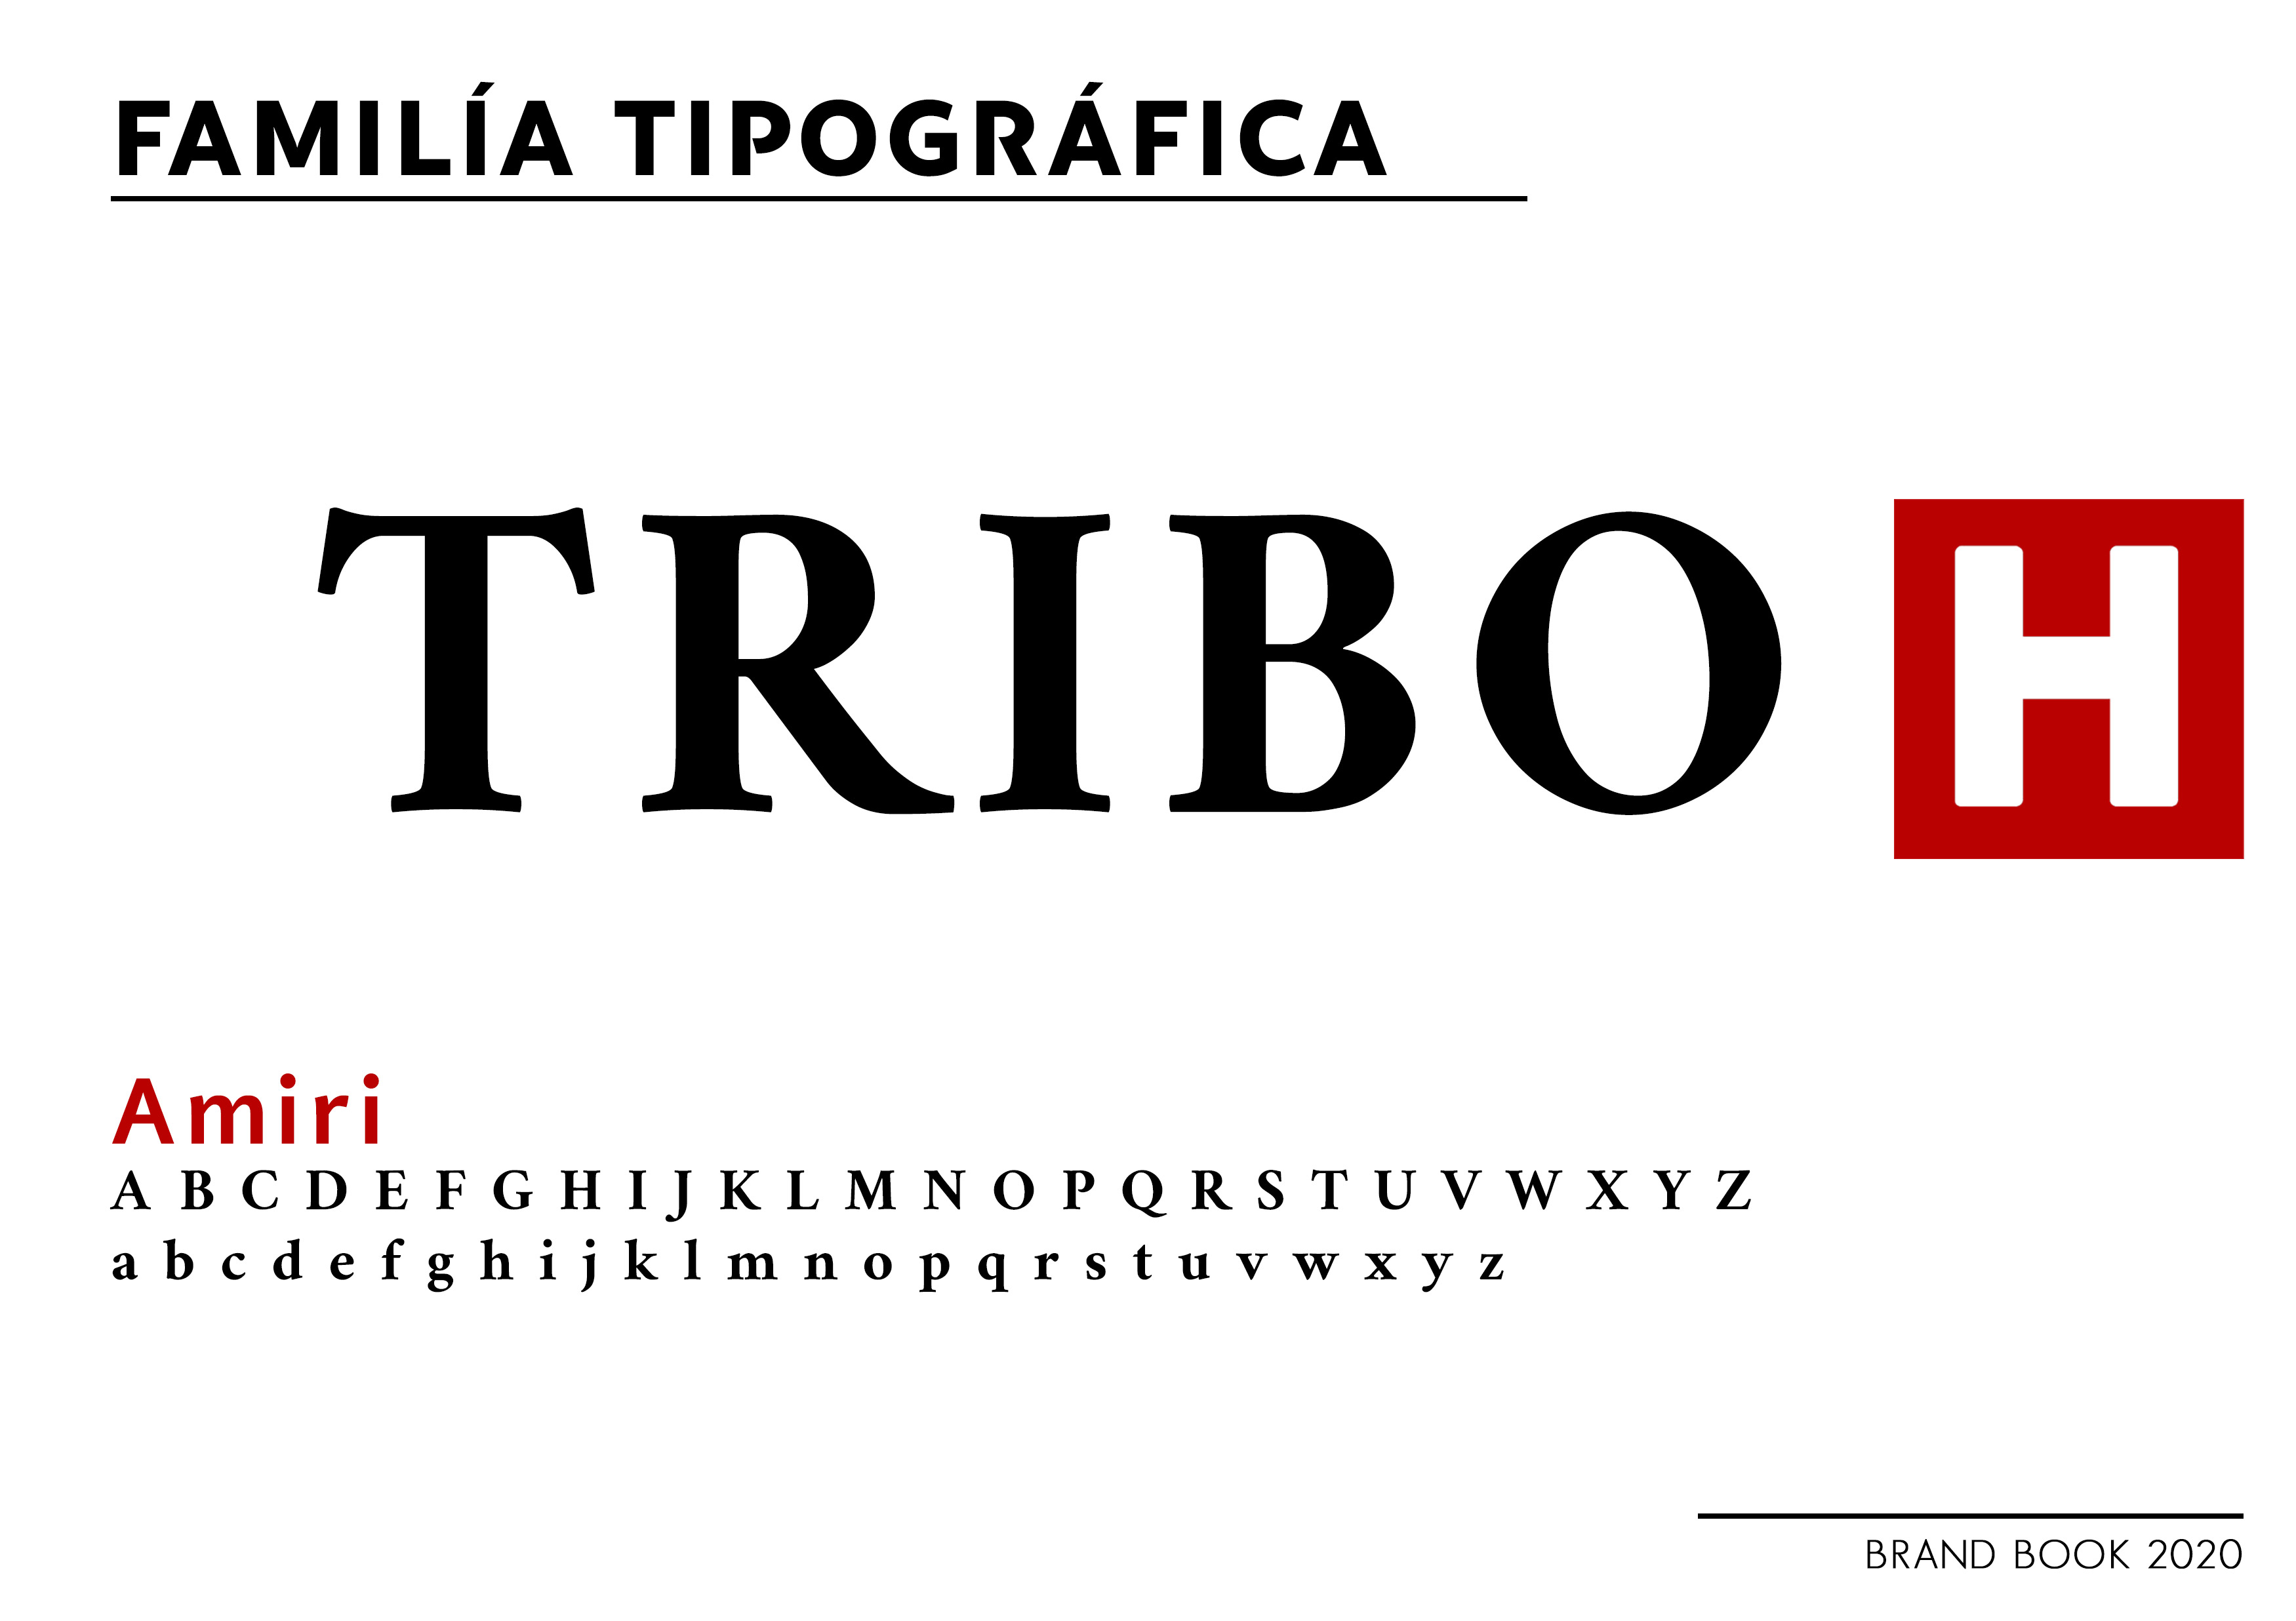 FAMILÍA TIPOGRÁFICA
TRIBO H
Amiri
A B C D E F G H I J K L M N O P Q R S T U V W X Y Z
a b c d e f g h i j k l m n o p q r s t u v w x y z
BRAND BOOK 2020